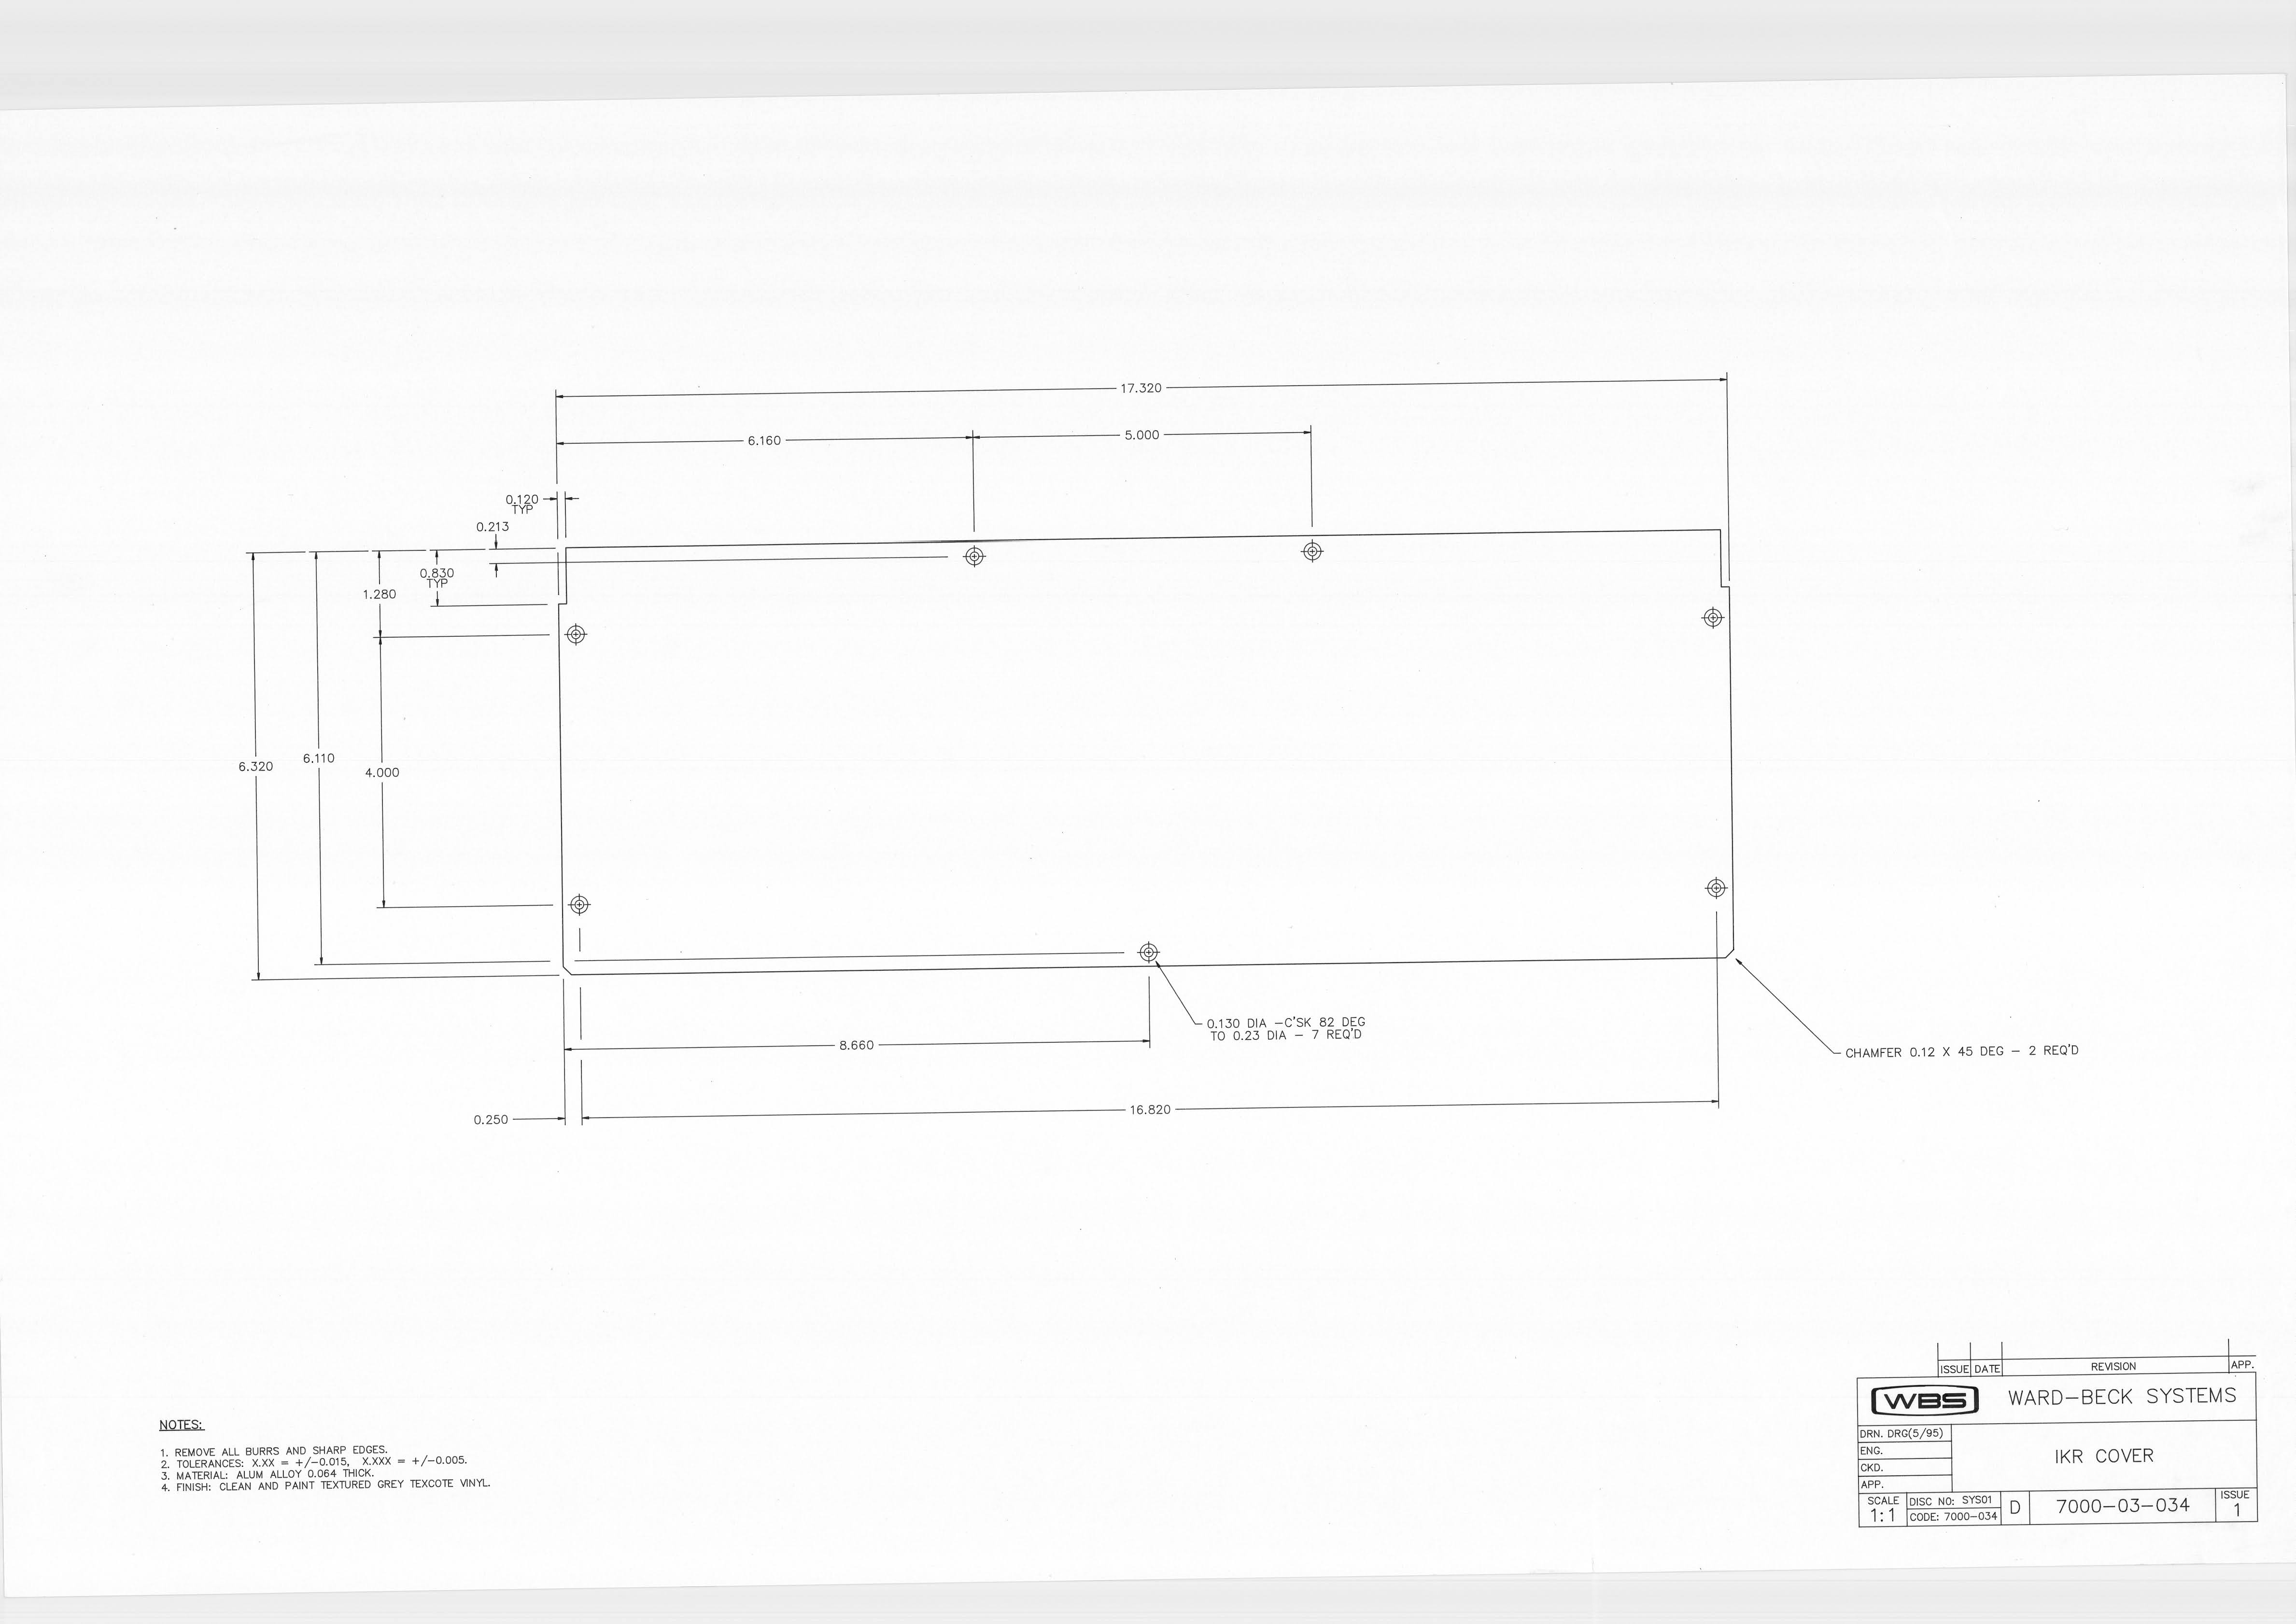 17.320
6.160
5.000
0.120
TYP
0.213
0.830
TYP
1.280
6.320
6.110
4.000
0.130 DIA -C'SK 82 DEG
TO 0.23 DIA - 7 REQ'D
8.660
CHAMFER 0.12 X 45 DEG - 2 REQ'D
0.250
16.820
NOTES:
1. REMOVE ALL BURRS AND SHARP EDGES.
2. TOLERANCES: X.XX = +/-0.015, X.XXX = +/-0.005.
3. MATERIAL: ALUM ALLOY 0.064 THICK.
4. FINISH: CLEAN AND PAINT TEXTURED GREY TEXCOTE VINYL.
ISSUE DATE REVISION APP.
WBS WARD-BECK SYSTEMS
DRN. DRG(5/95)
ENG.
CKD.
APP.
IKR COVER
SCALE
1:1
DISC NO: SYS01
CODE: 7000-034
D
7000-03-034
ISSUE
1